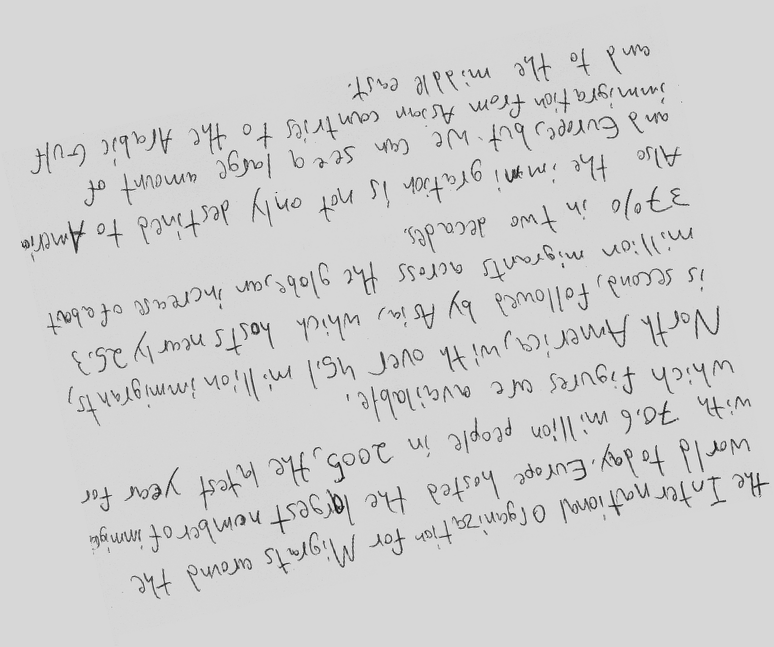 the International Organization for Migrats around the
world today. Europe hosted the largest number of immigr
with 70.6 million people in 2005, the latest year for
which figures are available.
North America, with over 45.1 million immigrants,
is second, followed by Asia, which hosts nearly 25.3
million migrants across the globe, an increase of about
37% in two decades.
Also the immigration is not only destined to America
and Europe, but we can see a large amount of
immigration from Asian countries to the Arabic Gulf
and to the middle east.